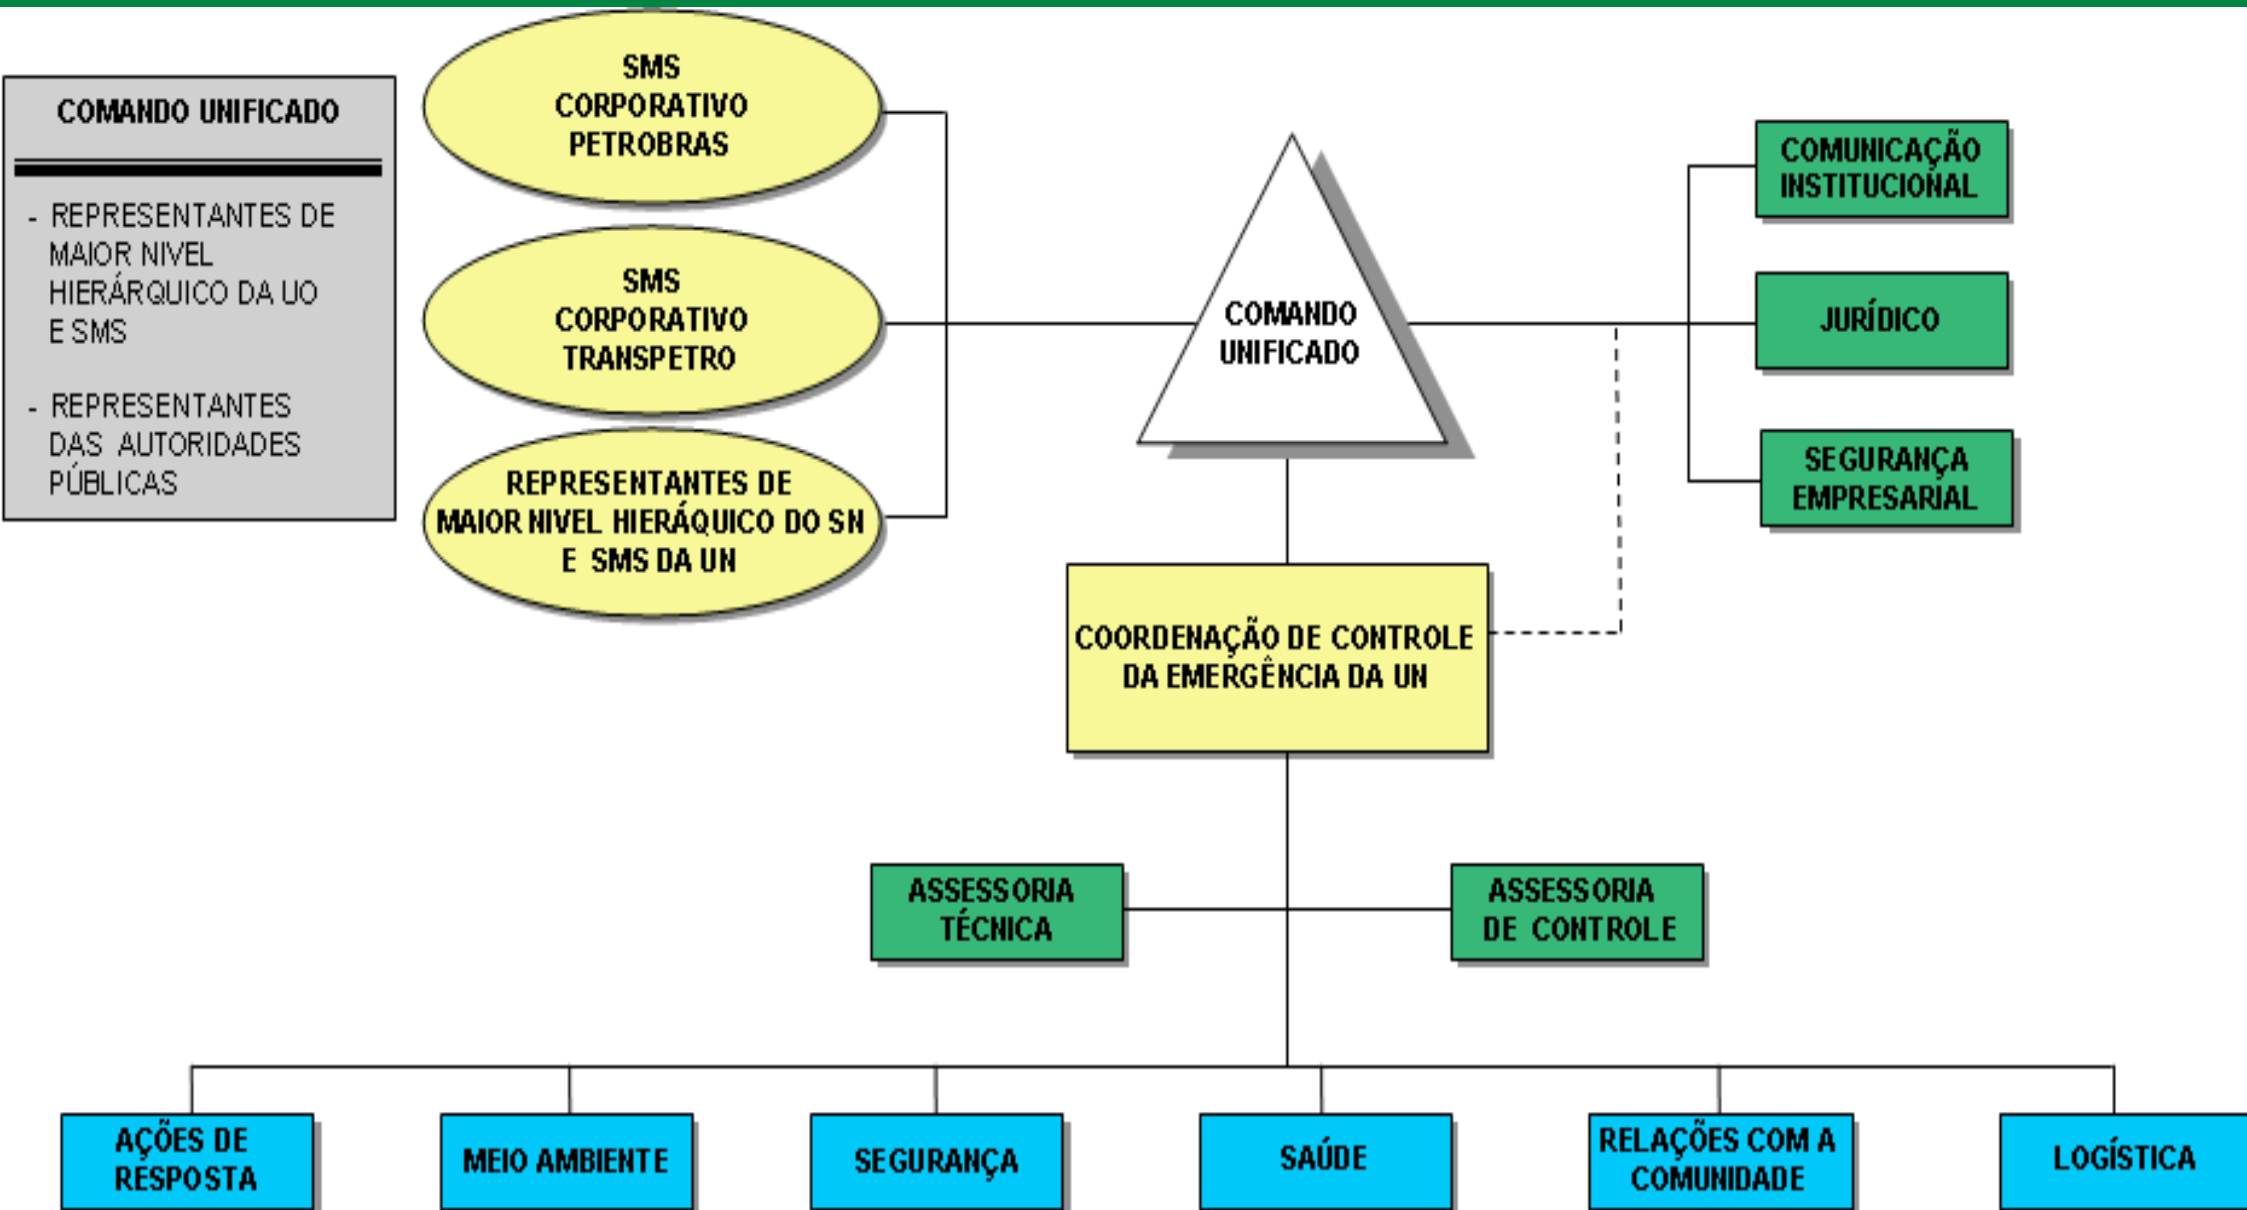 COMANDO UNIFICADO
- REPRESENTANTES DE
MAIOR NIVEL
HIERÁRQUICO DA UO
E SMS
- REPRESENTANTES
DAS AUTORIDADES
PÚBLICAS
SMS
CORPORATIVO
PETROBRAS
SMS
CORPORATIVO
TRANSPETRO
REPRESENTANTES DE
MAIOR NIVEL HIERÁQUICO DO SN
E SMS DA UN
COMANDO
UNIFICADO
COMUNICAÇÃO
INSTITUCIONAL
JURÍDICO
SEGURANÇA
EMPRESARIAL
COORDENAÇÃO DE CONTROLE
DA EMERGÊNCIA DA UN
ASSESSORIA
TÉCNICA
ASSESSORIA
DE CONTROLE
AÇÕES DE
RESPOSTA
MEIO AMBIENTE
SEGURANÇA
SAÚDE
RELAÇÕES COM A
COMUNIDADE
LOGÍSTICA